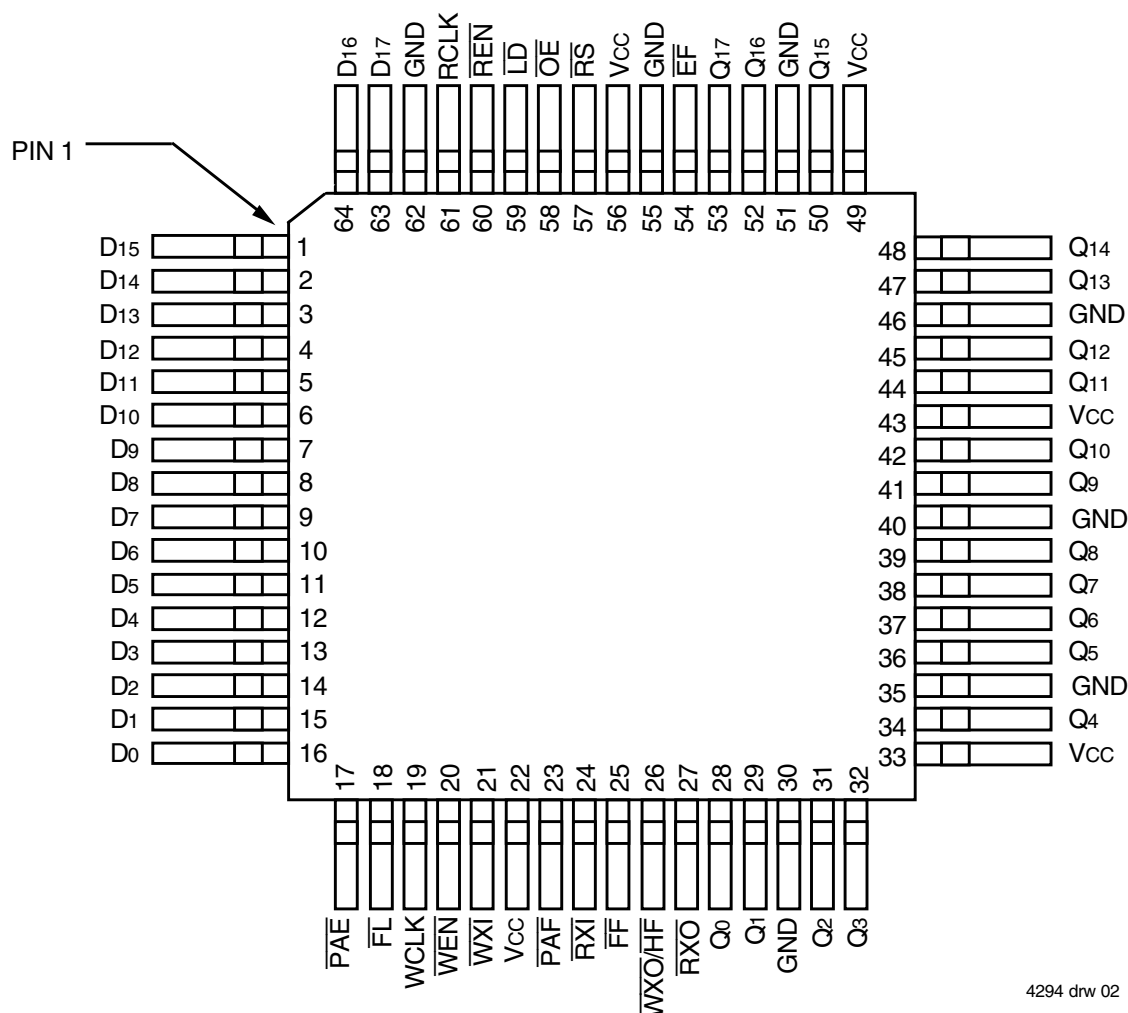 D16 D17 GND RCLK REN LD OE RS VCC GND EF Q17 Q16 GND Q15 VCC
PIN 1
64 63 62 61 60 59 58 57 56 55 54 53 52 51 50 49
D15 1 48 Q14
D14 2 47 Q13
D13 3 46 GND
D12 4 45 Q12
D11 5 44 Q11
D10 6 43 VCC
D9 7 42 Q10
D8 8 41 Q9
D7 9 40 GND
D6 10 39 Q8
D5 11 38 Q7
D4 12 37 Q6
D3 13 36 Q5
D2 14 35 GND
D1 15 34 Q4
D0 16 33 VCC
17 18 19 20 21 22 23 24 25 26 27 28 29 30 31 32
PAE FL WCLK WEN WXI VCC PAF RXI FF WXO/HF RXO Q0 Q1 GND Q2 Q3
4294 drw 02